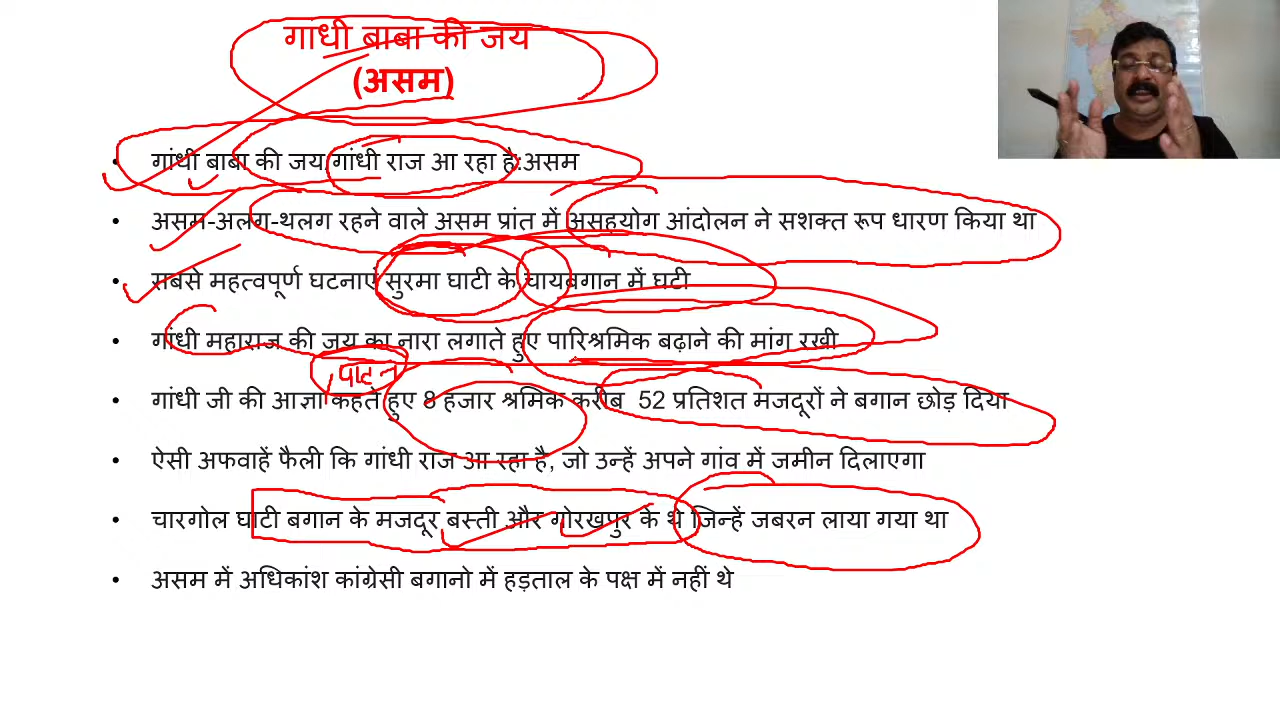 गाधी बाबा की जय
(असम)
• गांधी बाबा की जय,गांधी राज आ रहा है:असम
• असम-अलग-थलग रहने वाले असम प्रांत में असहयोग आंदोलन ने सशक्त रूप धारण किया था
• सबसे महत्वपूर्ण घटनाऐं सुरमा घाटी के चायबगान में घटी
• गांधी महाराज की जय का नारा लगाते हुए पारिश्रमिक बढ़ाने की मांग रखी
• गांधी जी की आज्ञा कहते हुए 8 हजार श्रमिक करीब 52 प्रतिशत मजदूरों ने बगान छोड़ दिया
• ऐसी अफवाहें फैली कि गांधी राज आ रहा है, जो उन्हें अपने गांव में जमीन दिलाएगा
• चारगोल घाटी बगान के मजदूर बस्ती और गोरखपुर के थे जिन्हें जबरन लाया गया था
• असम में अधिकांश कांग्रेसी बगानो में हड़ताल के पक्ष में नहीं थे